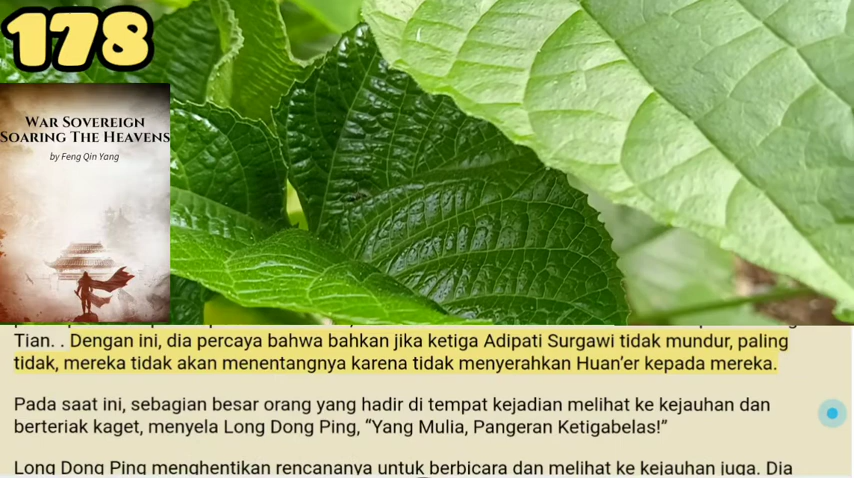 178
WAR SOVEREIGN
SOARING THE HEAVENS
by Feng Qin Yang
Tian. . Dengan ini, dia percaya bahwa bahkan jika ketiga Adipati Surgawi tidak mundur, paling
tidak, mereka tidak akan menentangnya karena tidak menyerahkan Huan’er kepada mereka.
Pada saat ini, sebagian besar orang yang hadir di tempat kejadian melihat ke kejauhan dan
berteriak kaget, menyela Long Dong Ping, “Yang Mulia, Pangeran Ketigabelas!”
Long Dong Ping menghentikan rencananya untuk berbicara dan melihat ke kejauhan juga. Dia